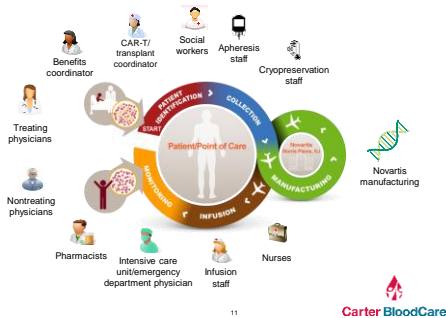 Social
workers
CAR-T/
transplant
coordinator
Apheresis
staff
Benefits
coordinator
Cryopreservation
staff
PATIENT
IDENTIFICATION
COLLECTION
START
Treating
physicians
Patient/Point of Care
Novartis
Morris Plains, NJ
Novartis
manufacturing
MANUFACTURING
MONITORING
INFUSION
Nontreating
physicians
Pharmacists
Intensive care
unit/emergency
department physician
Infusion
staff
Nurses
11
Carter BloodCare